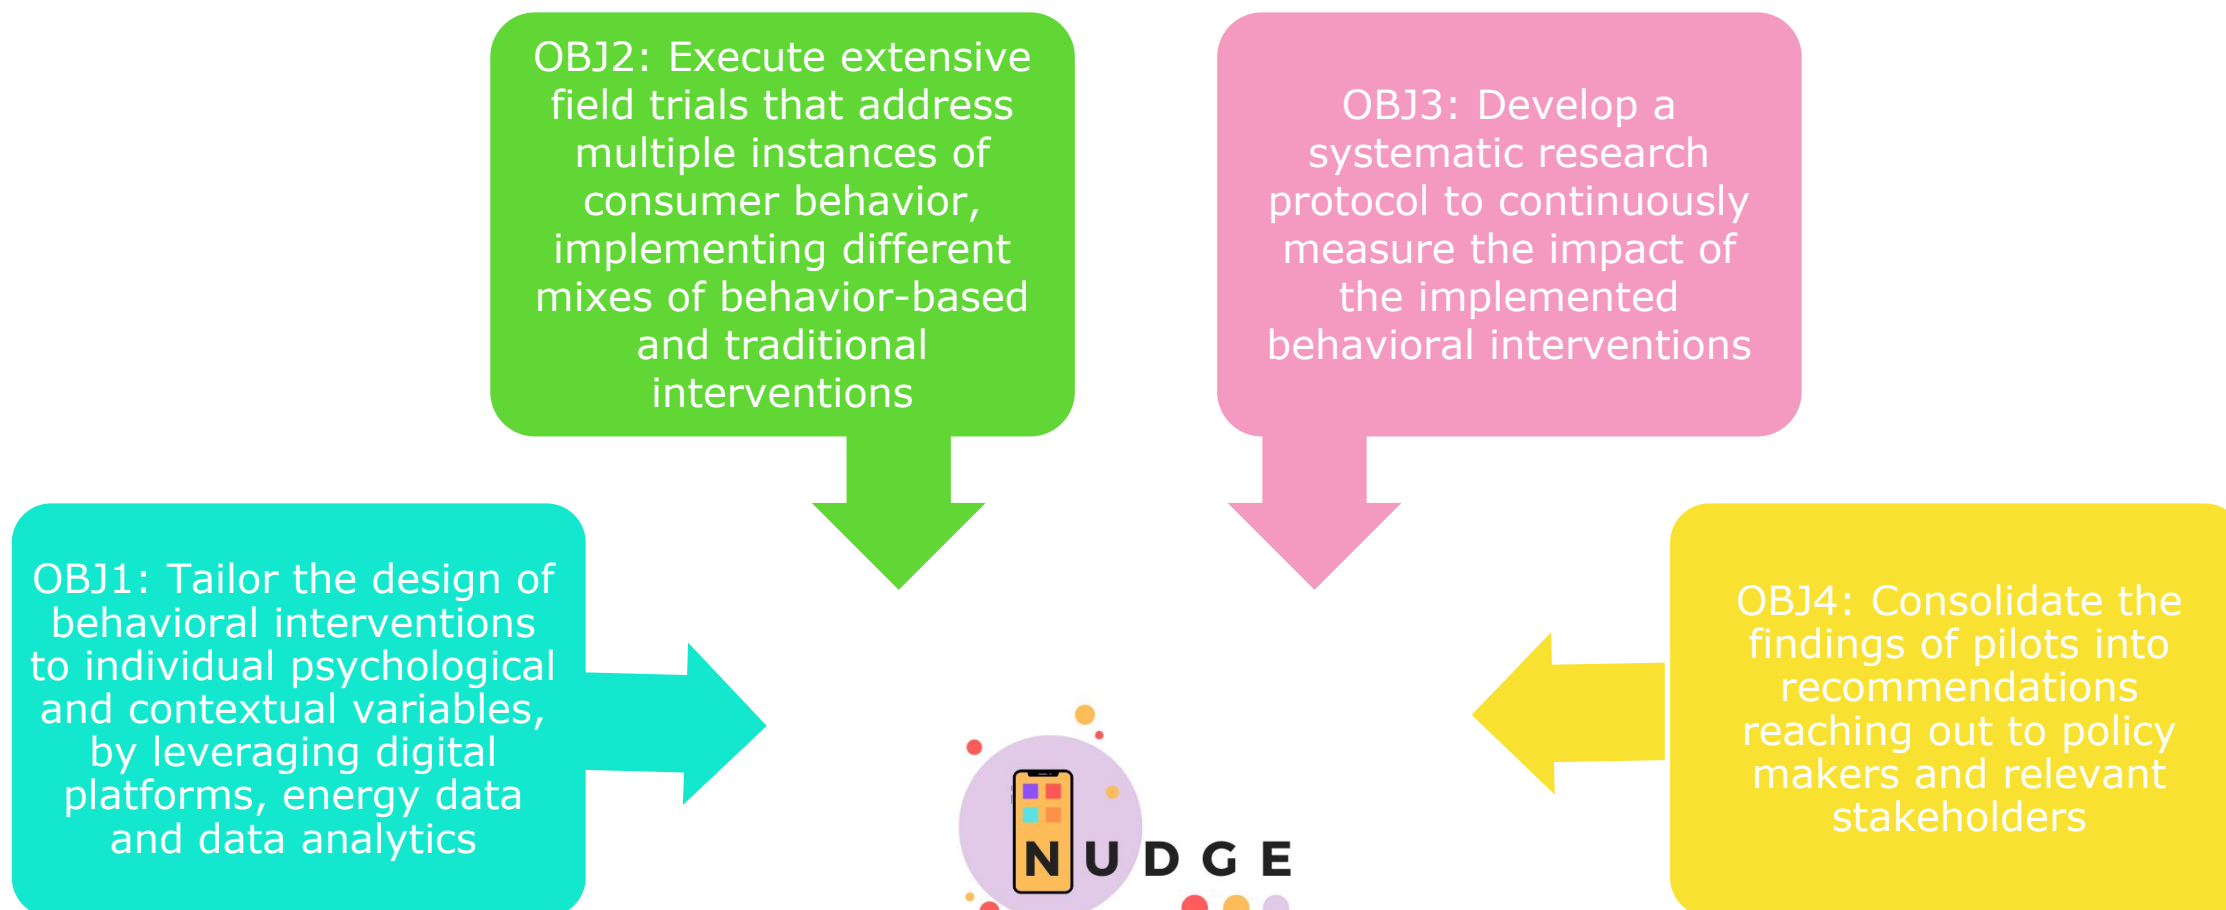 OBJ2: Execute extensive
field trials that address
multiple instances of
consumer behavior,
implementing different
mixes of behavior-based
and traditional
interventions
OBJ3: Develop a
systematic research
protocol to continuously
measure the impact of
the implemented
behavioral interventions
OBJ1: Tailor the design of
behavioral interventions
to individual psychological
and contextual variables,
by leveraging digital
platforms, energy data
and data analytics
OBJ4: Consolidate the
findings of pilots into
recommendations
reaching out to policy
makers and relevant
stakeholders
NUDGE